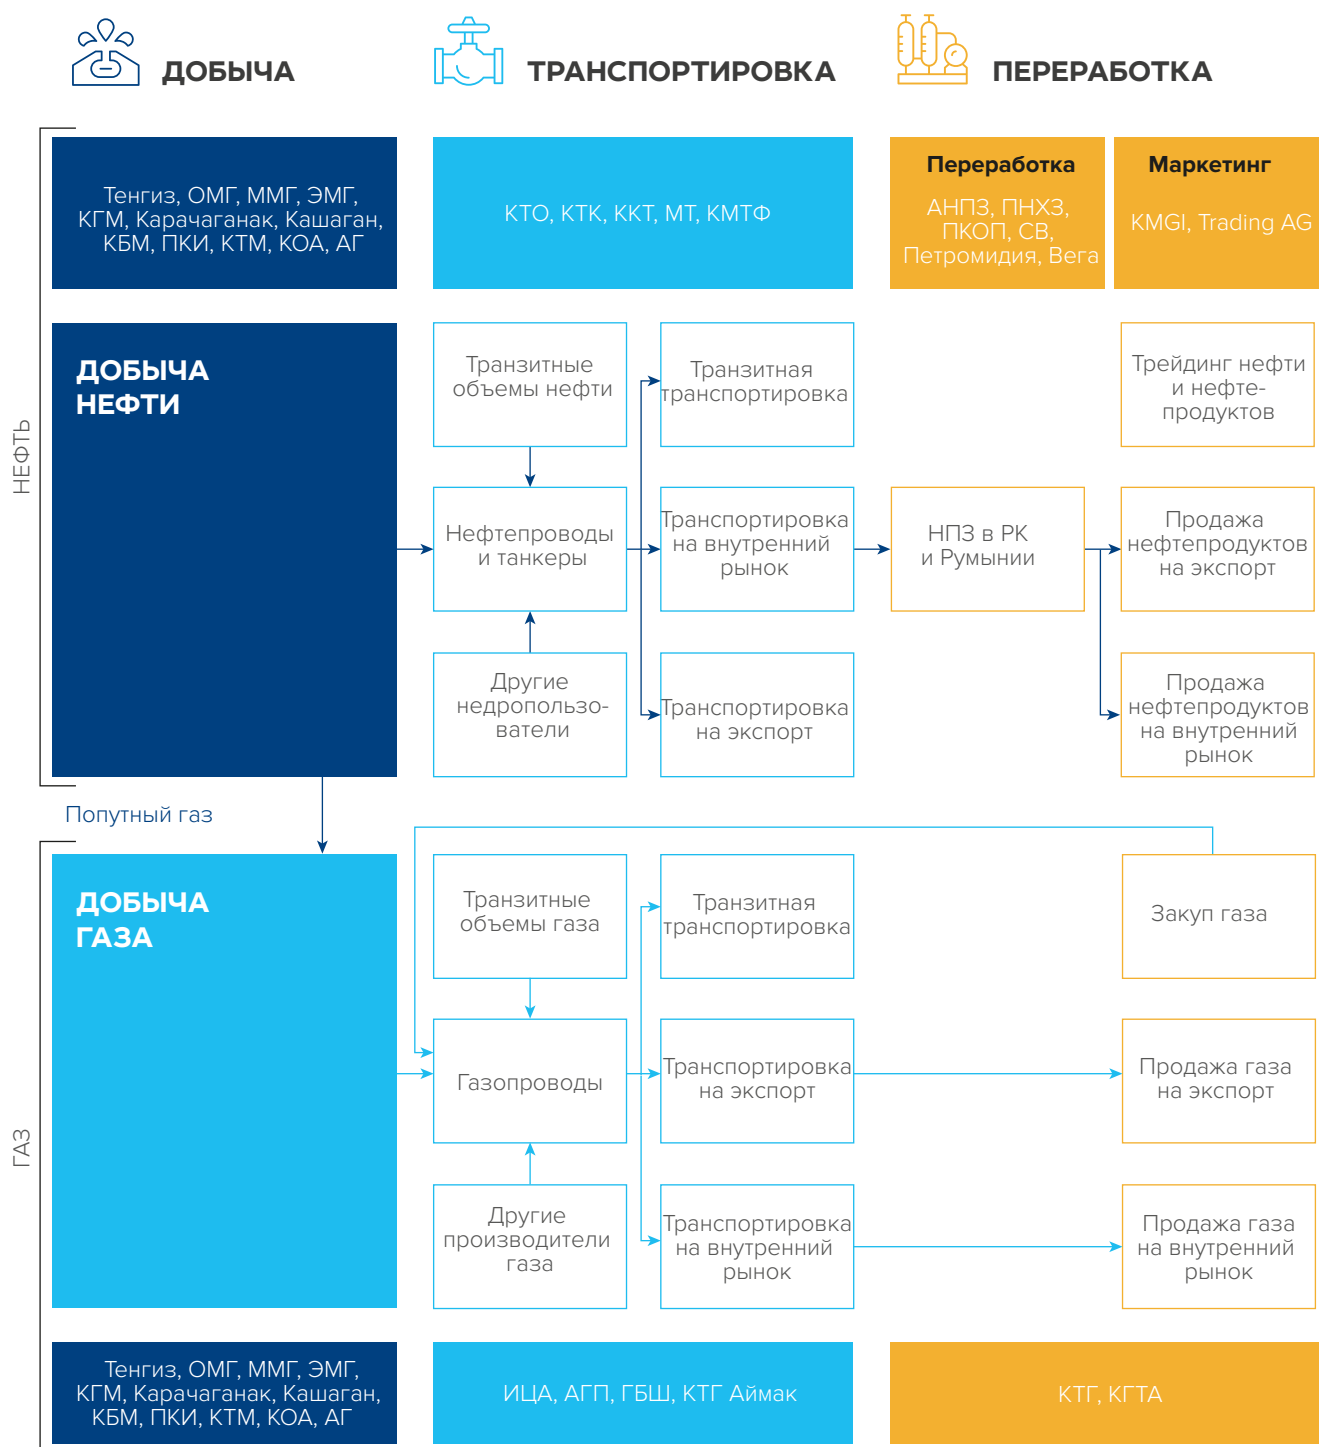 ДОБЫЧА
ТРАНСПОРТИРОВКА
ПЕРЕРАБОТКА
НЕФТЬ
Тенгиз, ОМГ, ММГ, ЭМГ,
КГМ, Карачаганак, Кашаган,
КБМ, ПКИ, КТМ, КОА, АГ
КТО, КТК, ККТ, МТ, КМТФ
Переработка
АНПЗ, ПНХЗ,
ПКОП, СВ,
Петромидия, Вега
Маркетинг
KMGI, Trading AG
ДОБЫЧА
НЕФТИ
Транзитные
объемы нефти
Транзитная
транспортировка
Трейдинг нефти
и нефте-
продуктов
Нефтепроводы
и танкеры
Транспортировка
на внутренний
рынок
НПЗ в РК
и Румынии
Продажа
нефтепродуктов
на экспорт
Другие
недропользо-
ватели
Транспортировка
на экспорт
Продажа
нефтепродуктов
на внутренний
рынок
Попутный газ
ГАЗ
ДОБЫЧА
ГАЗА
Транзитные
объемы газа
Транзитная
транспортировка
Закуп газа
Газопроводы
Транспортировка
на экспорт
Продажа газа
на экспорт
Другие
производители
газа
Транспортировка
на внутренний
рынок
Продажа газа
на внутренний
рынок
Тенгиз, ОМГ, ММГ, ЭМГ,
КГМ, Карачаганак, Кашаган,
КБМ, ПКИ, КТМ, КОА, АГ
ИЦА, АГП, ГБШ, КТГ Аймак
КТГ, КГТА